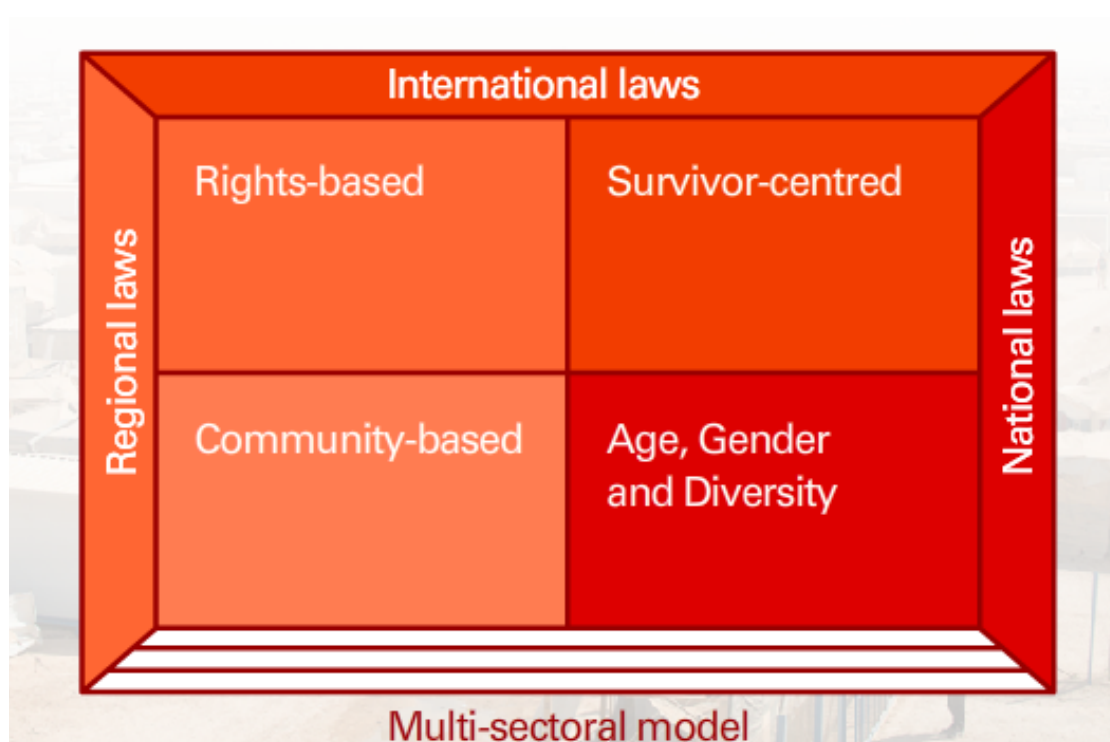 International laws
Regional laws
Rights-based
Survivor-centred
National laws
Community-based
Age, Gender
and Diversity
Multi-sectoral model